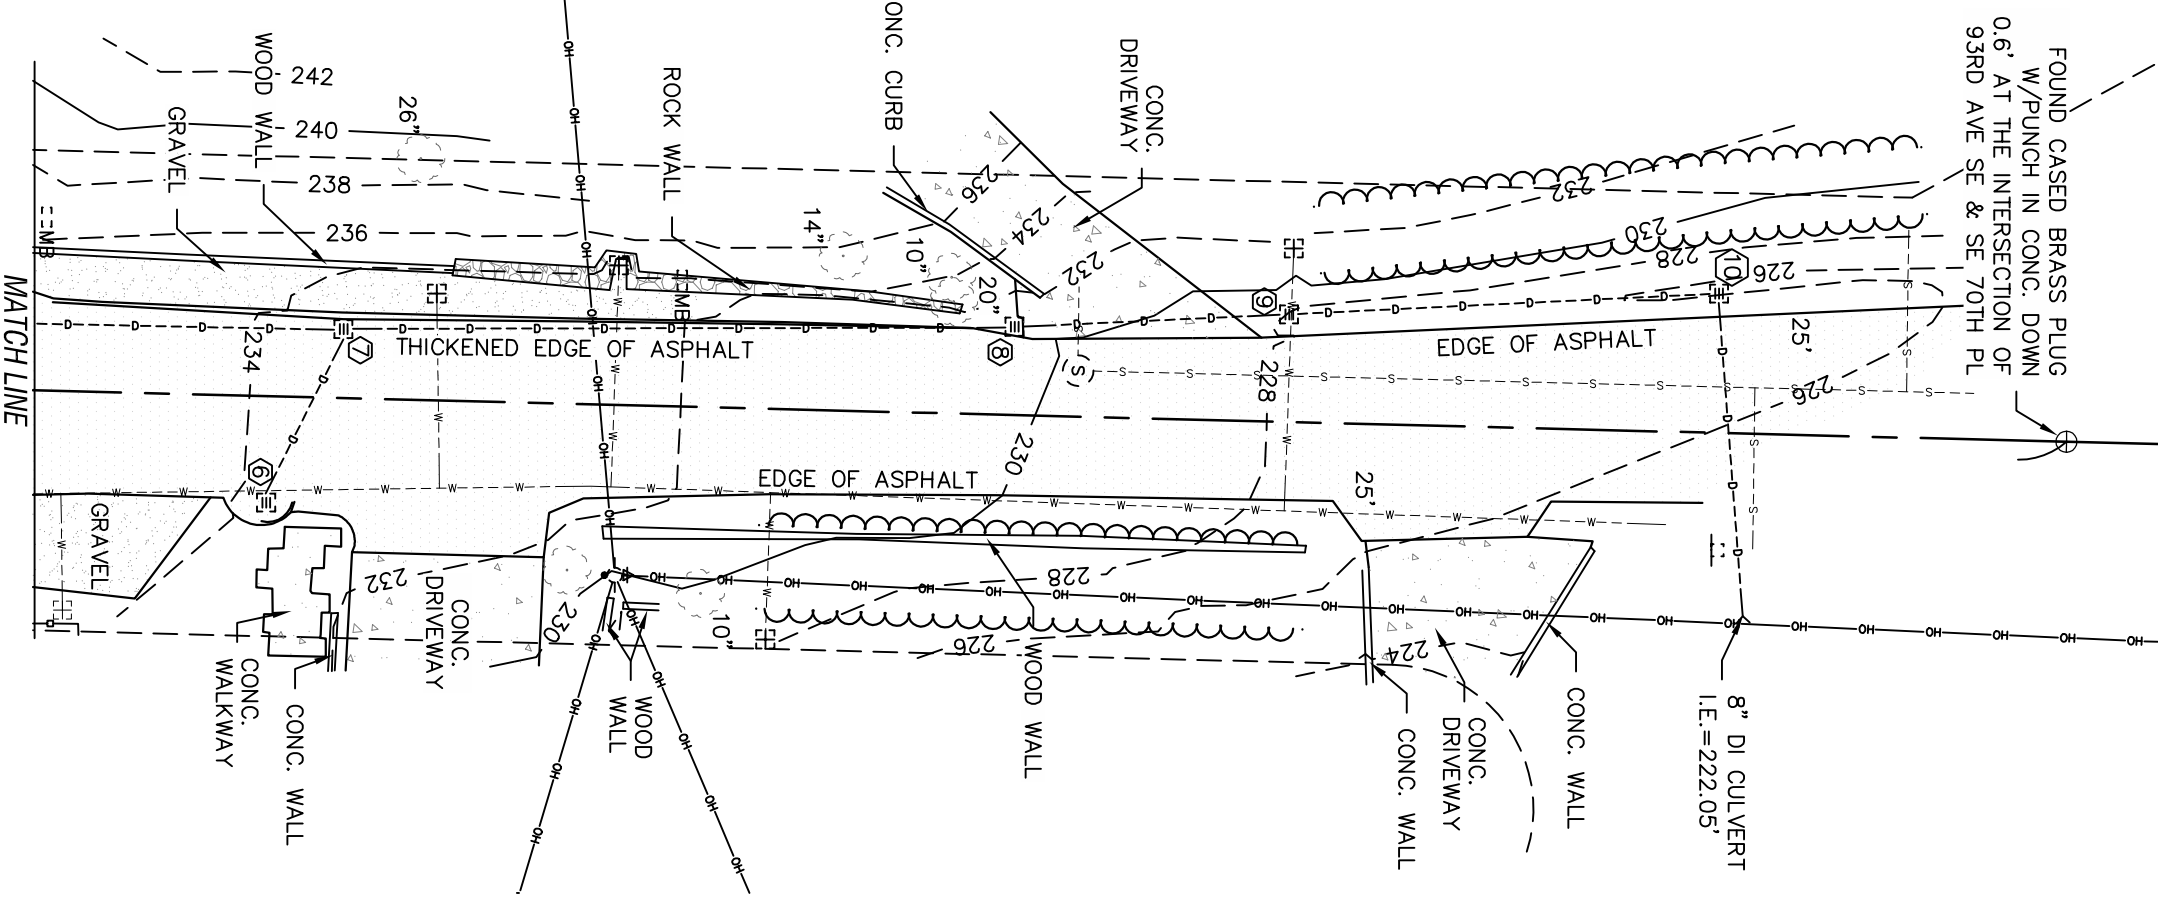 FOUND CASED BRASS PLUG
W/PUNCH IN CONC. DOWN
0.6' AT THE INTERSECTION OF
93RD AVE SE & SE 70TH PL
CONC.
DRIVEWAY
ONC. CURB
ROCK WALL
WOOD WALL
GRAVEL
242
240
238
236
26"
14"
10"
20"
236
234
232
232
230
228
226
MB
MB
10
9
8
7
6
25'
THICKENED EDGE OF ASPHALT
EDGE OF ASPHALT
MATCH LINE
234
(S)
228
226
230
EDGE OF ASPHALT
25'
GRAVEL
232
CONC.
DRIVEWAY
230
10"
228
226
224
WOOD WALL
WOOD
WALL
CONC.
WALKWAY
CONC. WALL
CONC. WALL
CONC.
DRIVEWAY
CONC. WALL
8" DI CULVERT
I.E.=222.05'